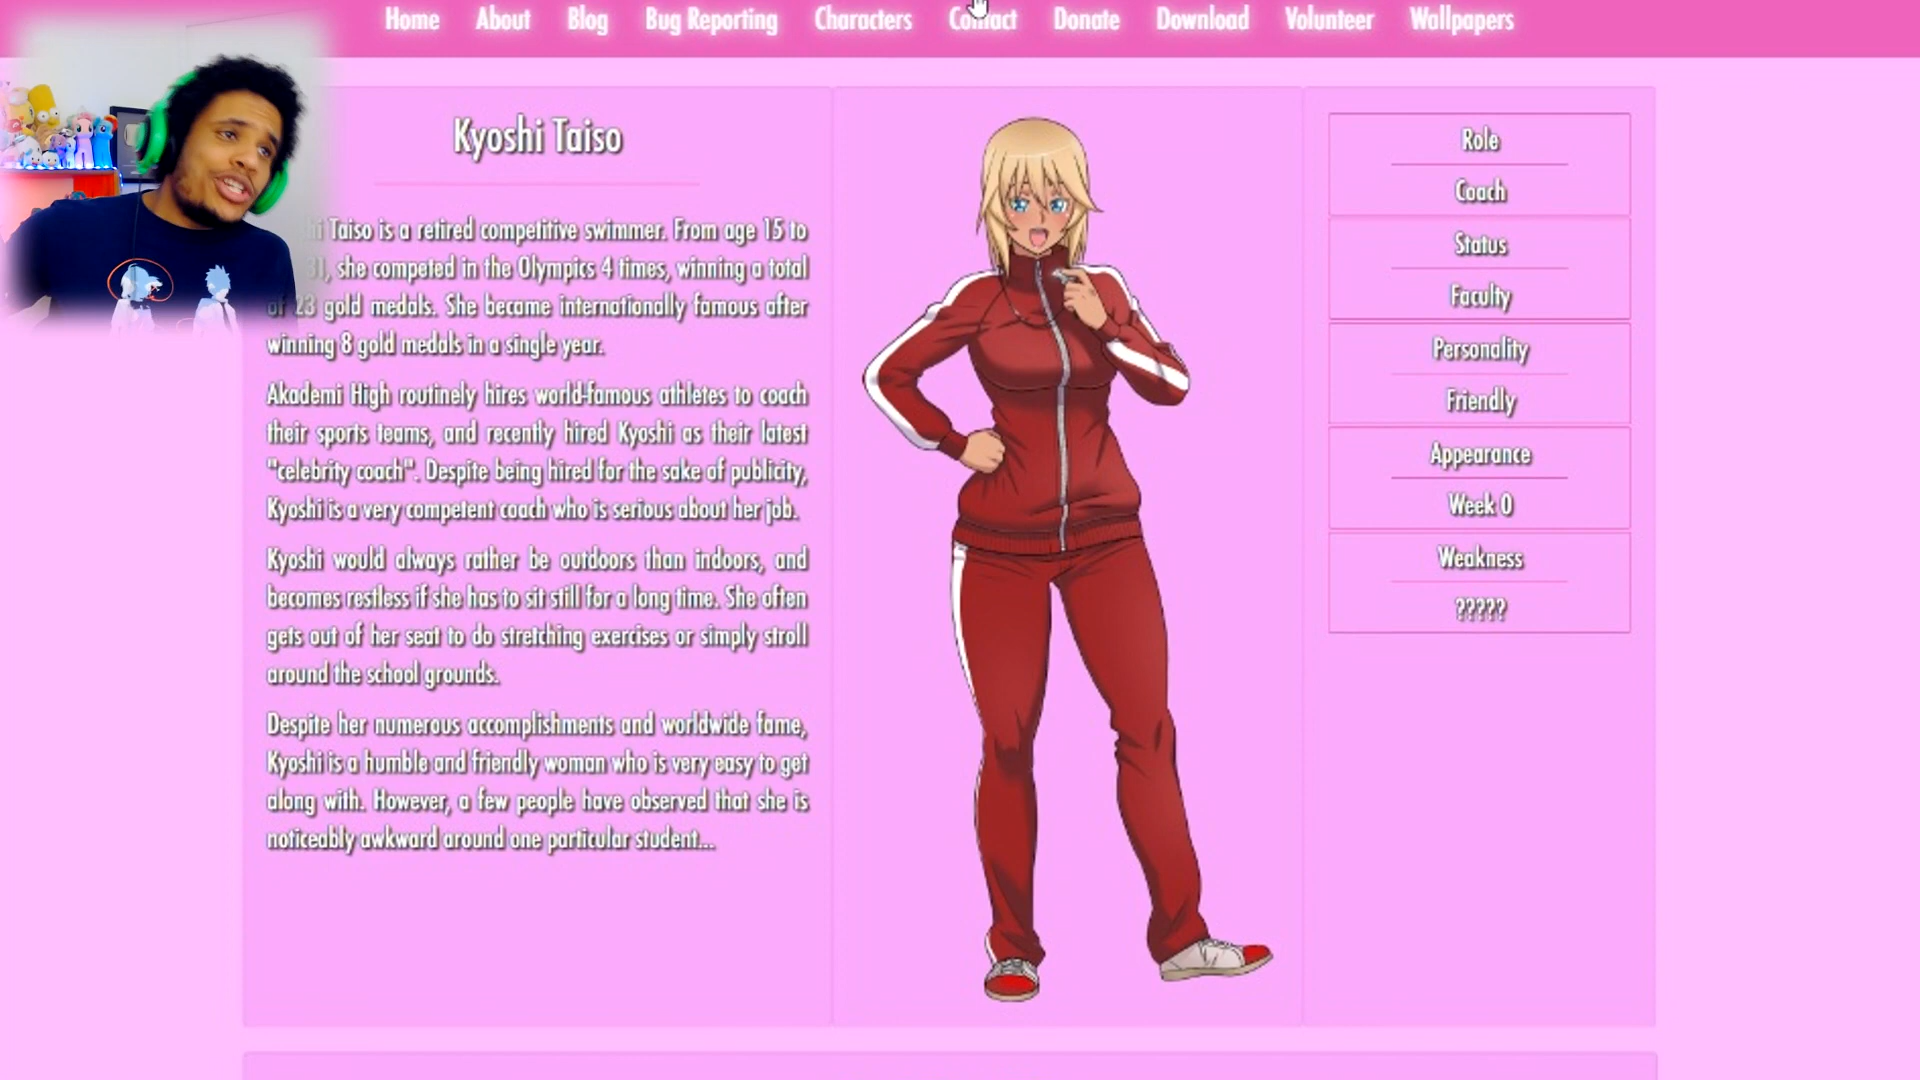 Home About Blog Bug Reporting Characters Contact Donate Download Volunteer Wallpapers
Kyoshi Taiso
Taiso is a retired competitive swimmer. From age 15 to
31, she competed in the Olympics 4 times, winning a total
of 23 gold medals. She became internationally famous after
winning 8 gold medals in a single year.
Akademi High routinely hires world-famous athletes to coach
their sports teams, and recently hired Kyoshi as their latest
"celebrity coach". Despite being hired for the sake of publicity,
Kyoshi is a very competent coach who is serious about her job.
Kyoshi would always rather be outdoors than indoors, and
becomes restless if she has to sit still for a long time. She often
gets out of her seat to do stretching exercises or simply stroll
around the school grounds.
Despite her numerous accomplishments and worldwide fame,
Kyoshi is a humble and friendly woman who is very easy to get
along with. However, a few people have observed that she is
noticeably awkward around one particular student...
Role
Coach
Status
Faculty
Personality
Friendly
Appearance
Week 0
Weakness
?????